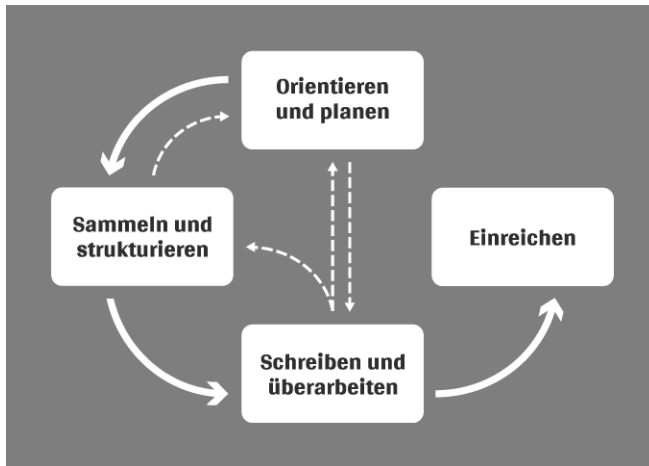 Orientieren
und planen
Sammeln und
strukturieren
Einreichen
Schreiben und
überarbeiten